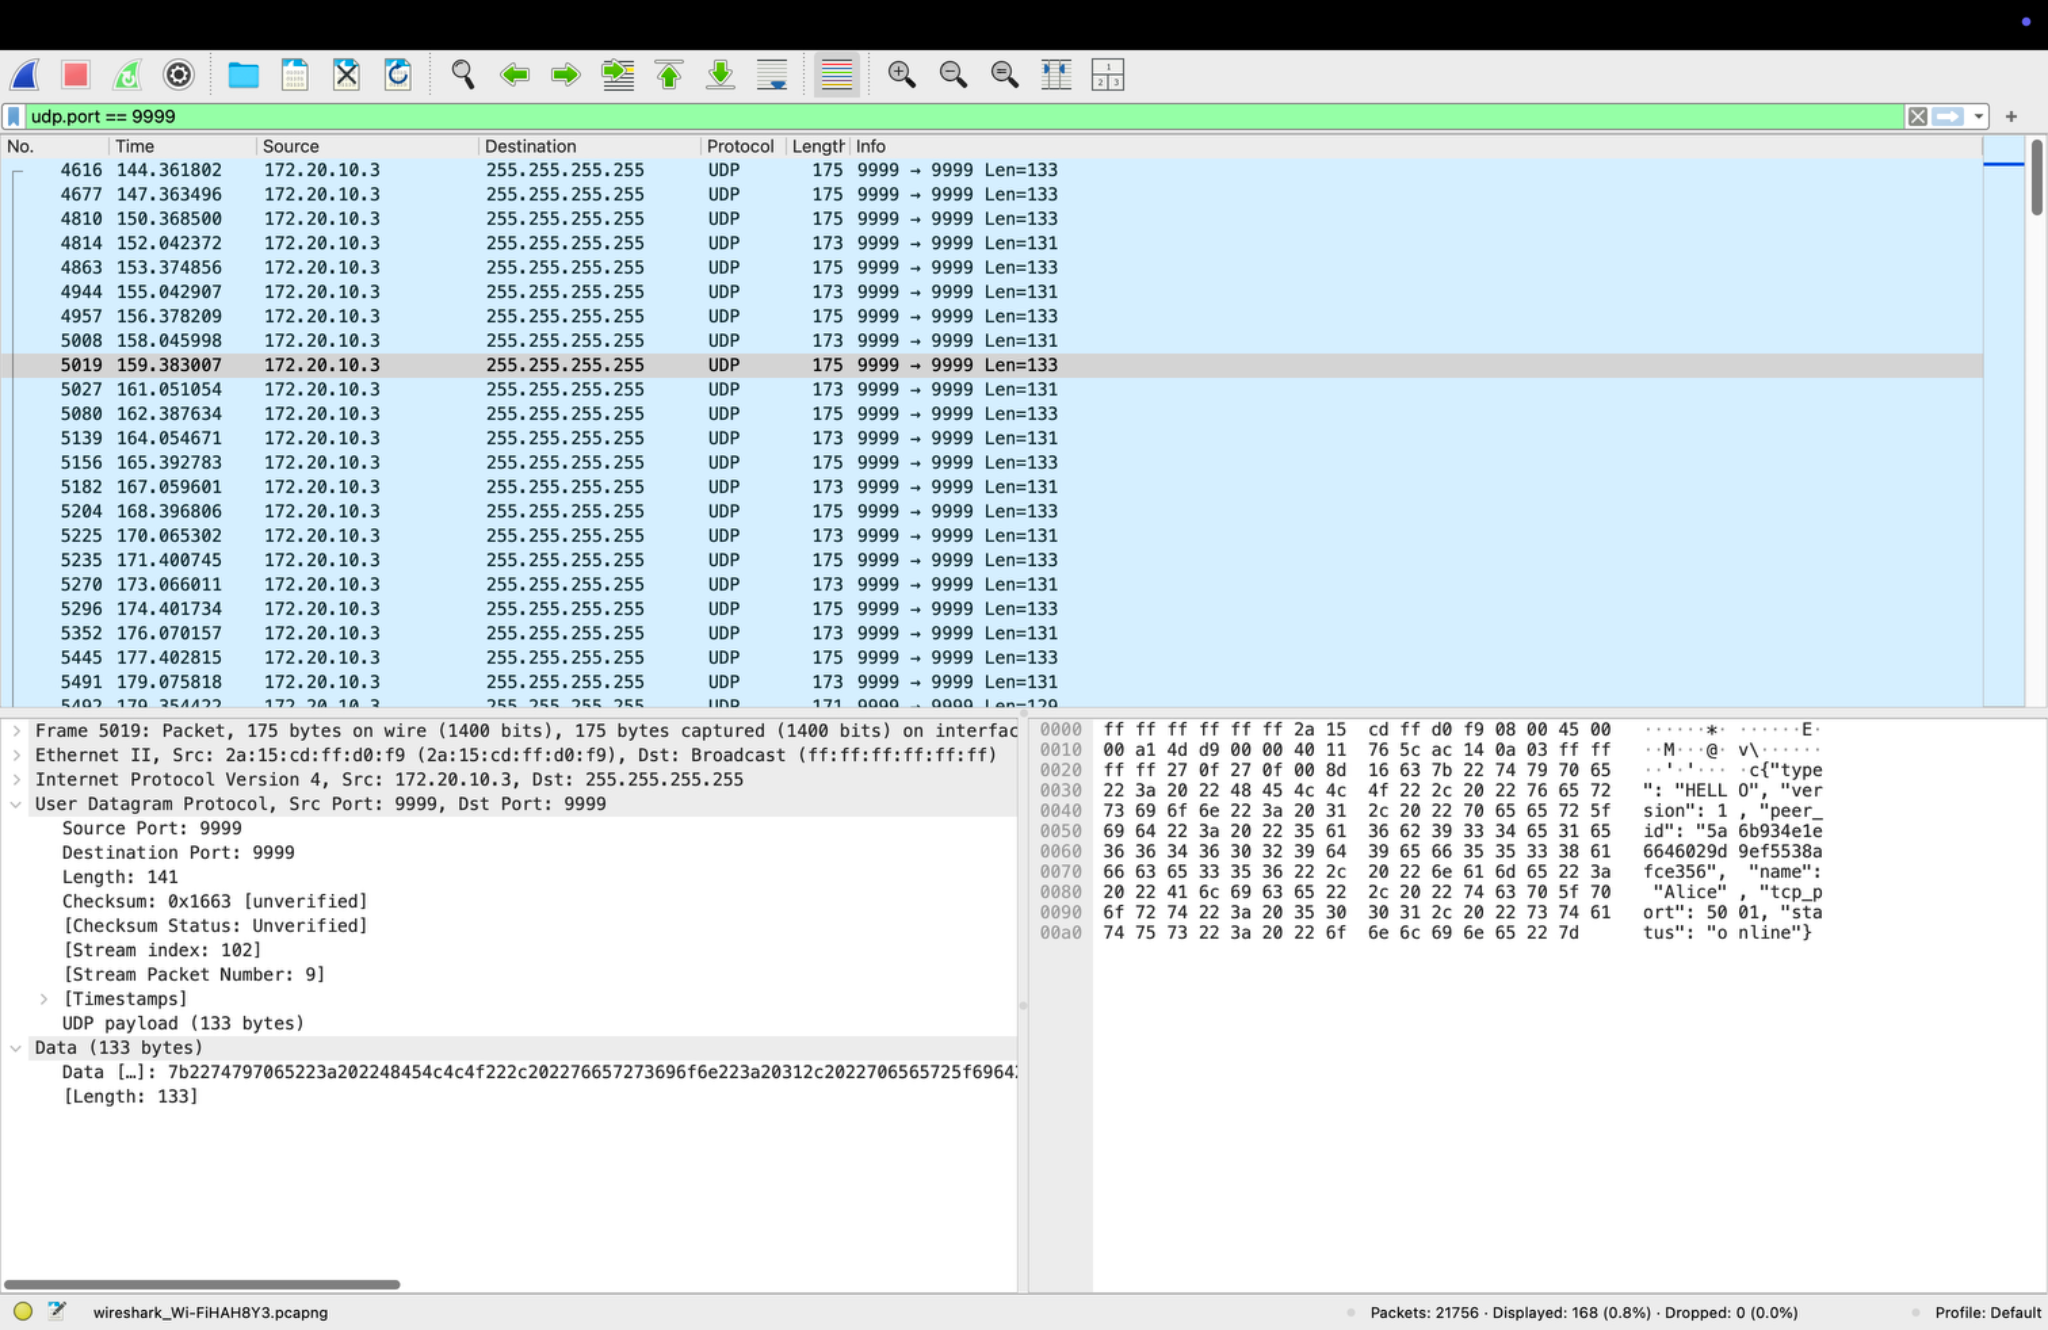 udp.port == 9999
No. Time Source Destination Protocol Length Info
4616 144.361802 172.20.10.3 255.255.255.255 UDP 175 9999 → 9999 Len=133
4677 147.363496 172.20.10.3 255.255.255.255 UDP 175 9999 → 9999 Len=133
4810 150.368500 172.20.10.3 255.255.255.255 UDP 175 9999 → 9999 Len=133
4814 152.042372 172.20.10.3 255.255.255.255 UDP 173 9999 → 9999 Len=131
4863 153.374856 172.20.10.3 255.255.255.255 UDP 175 9999 → 9999 Len=133
4944 155.042907 172.20.10.3 255.255.255.255 UDP 173 9999 → 9999 Len=131
4957 156.378209 172.20.10.3 255.255.255.255 UDP 175 9999 → 9999 Len=133
5008 158.045998 172.20.10.3 255.255.255.255 UDP 173 9999 → 9999 Len=131
5019 159.383007 172.20.10.3 255.255.255.255 UDP 175 9999 → 9999 Len=133
5027 161.051054 172.20.10.3 255.255.255.255 UDP 173 9999 → 9999 Len=131
5080 162.387634 172.20.10.3 255.255.255.255 UDP 175 9999 → 9999 Len=133
5139 164.054671 172.20.10.3 255.255.255.255 UDP 173 9999 → 9999 Len=131
5156 165.392783 172.20.10.3 255.255.255.255 UDP 175 9999 → 9999 Len=133
5182 167.059601 172.20.10.3 255.255.255.255 UDP 173 9999 → 9999 Len=131
5204 168.396806 172.20.10.3 255.255.255.255 UDP 175 9999 → 9999 Len=133
5225 170.065302 172.20.10.3 255.255.255.255 UDP 173 9999 → 9999 Len=131
5235 171.400745 172.20.10.3 255.255.255.255 UDP 175 9999 → 9999 Len=133
5270 173.066011 172.20.10.3 255.255.255.255 UDP 173 9999 → 9999 Len=131
5296 174.401734 172.20.10.3 255.255.255.255 UDP 175 9999 → 9999 Len=133
5352 176.070157 172.20.10.3 255.255.255.255 UDP 173 9999 → 9999 Len=131
5445 177.402815 172.20.10.3 255.255.255.255 UDP 175 9999 → 9999 Len=133
5491 179.075818 172.20.10.3 255.255.255.255 UDP 173 9999 → 9999 Len=131
5492 179.354422 172.20.10.3 255.255.255.255 UDP 171 9999 → 9999 Len=129
Frame 5019: Packet, 175 bytes on wire (1400 bits), 175 bytes captured (1400 bits) on interfac
Ethernet II, Src: 2a:15:cd:ff:d0:f9 (2a:15:cd:ff:d0:f9), Dst: Broadcast (ff:ff:ff:ff:ff:ff)
Internet Protocol Version 4, Src: 172.20.10.3, Dst: 255.255.255.255
User Datagram Protocol, Src Port: 9999, Dst Port: 9999
Source Port: 9999
Destination Port: 9999
Length: 141
Checksum: 0x1663 [unverified]
[Checksum Status: Unverified]
[Stream index: 102]
[Stream Packet Number: 9]
[Timestamps]
UDP payload (133 bytes)
Data (133 bytes)
Data […]: 7b2274797065223a202248454c4c4f222c202276657273696f6e223a20312c2022706565725f6964
[Length: 133]
0000 ff ff ff ff ff ff 2a 15 cd ff d0 f9 08 00 45 00 ······*· ······E·
0010 00 a1 4d d9 00 00 40 11 76 5c ac 14 0a 03 ff ff ··M···@· v\······
0020 ff ff 27 0f 27 0f 00 8d 16 63 7b 22 74 79 70 65 ··'·'··· ·c{"type
0030 22 3a 20 22 48 45 4c 4c 4f 22 2c 20 22 76 65 72 ": "HELL O", "ver
0040 73 69 6f 6e 22 3a 20 31 2c 20 22 70 65 65 72 5f sion": 1 , "peer_
0050 69 64 22 3a 20 22 35 61 36 62 39 33 34 65 31 65 id": "5a 6b934e1e
0060 36 36 34 36 30 32 39 64 39 65 66 35 35 33 38 61 6646029d 9ef5538a
0070 66 63 65 33 35 36 22 2c 20 22 6e 61 6d 65 22 3a fce356", "name":
0080 20 22 41 6c 69 63 65 22 2c 20 22 74 63 70 5f 70 "Alice" , "tcp_p
0090 6f 72 74 22 3a 20 35 30 30 31 2c 20 22 73 74 61 ort": 50 01, "sta
00a0 74 75 73 22 3a 20 22 6f 6e 6c 69 6e 65 22 7d tus": "o nline"}
wireshark_Wi-FiHAH8Y3.pcapng
Packets: 21756 · Displayed: 168 (0.8%) · Dropped: 0 (0.0%)
Profile: Default